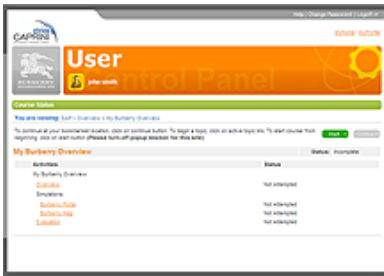 Help | Change Password | Logoff
CAPRINI
BURBERRY
User
Control Panel
john smith
Course Status
You are viewing: SAP > Overview > My Burberry Overview
To continue at your bookmarked location, click on continue button. To begin a topic, click on active topic link. To start course from
beginning, click on start button (Please turn-off popup blocker for this site)
My Burberry Overview
Status: Incomplete
Activities Status
My Burberry Overview
Overview Not Attempted
Simulations
Burberry Portal Not Attempted
Burberry Help Not Attempted
Evaluation Not Attempted